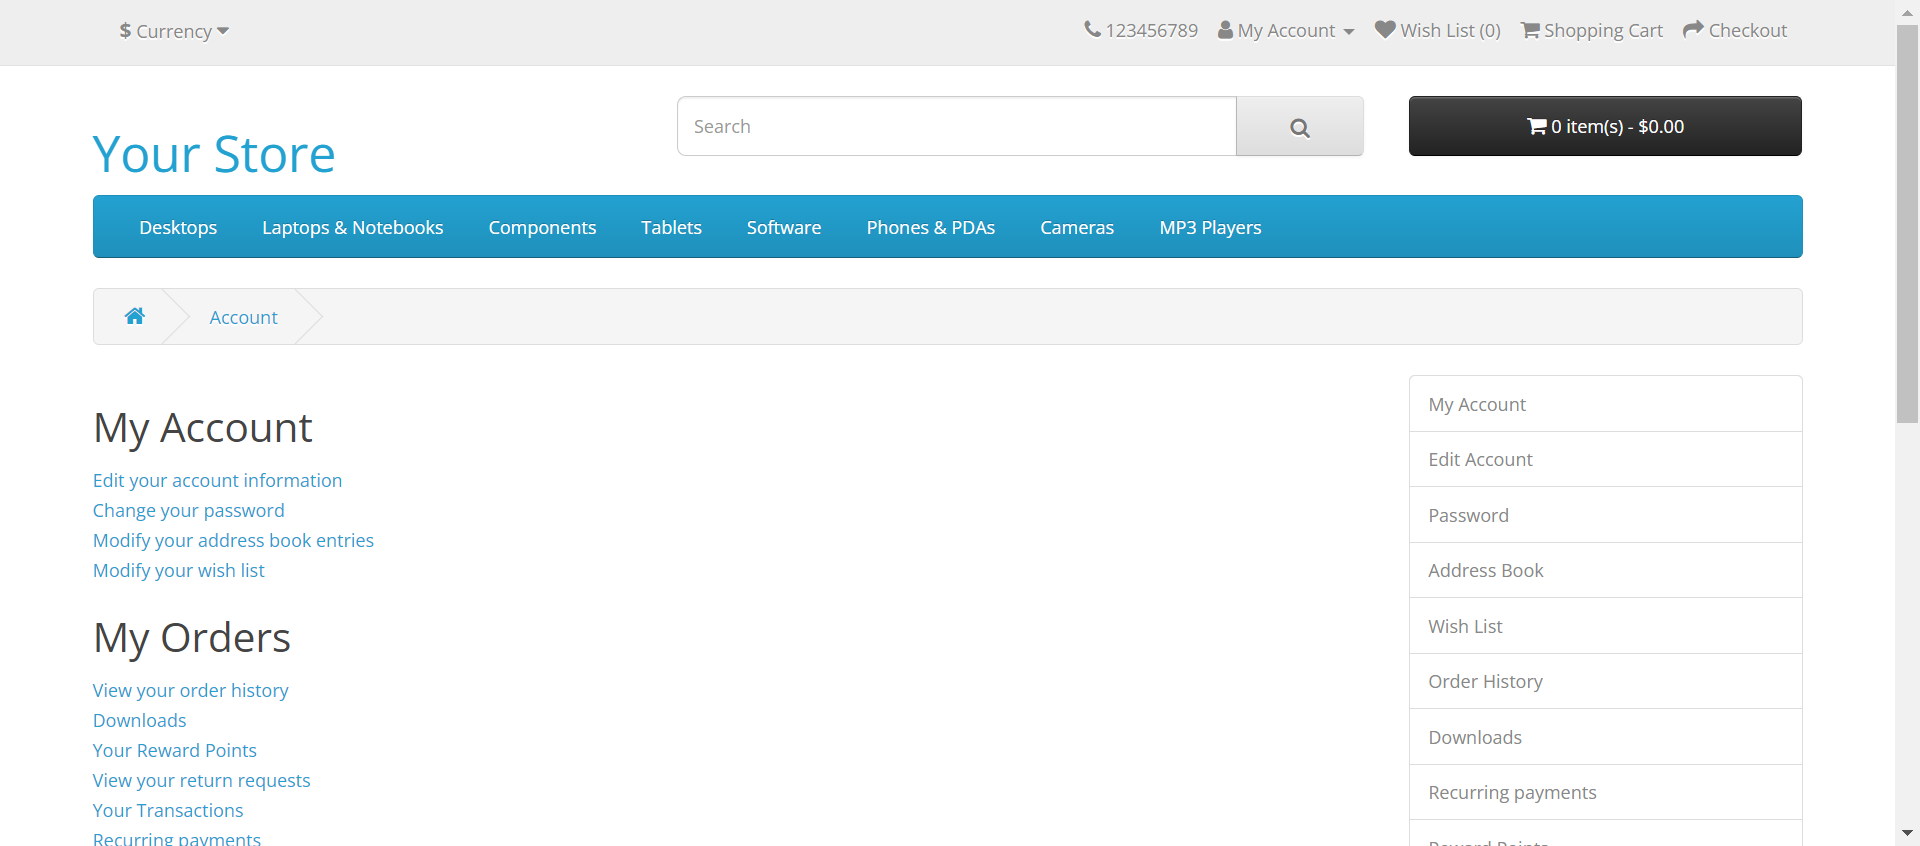 $ Currency
123456789 My Account Wish List (0) Shopping Cart Checkout
Your Store
Search
0 item(s) - $0.00
Desktops Laptops & Notebooks Components Tablets Software Phones & PDAs Cameras MP3 Players
Account
My Account
Edit your account information
Change your password
Modify your address book entries
Modify your wish list
My Orders
View your order history
Downloads
Your Reward Points
View your return requests
Your Transactions
Recurring payments
My Account
Edit Account
Password
Address Book
Wish List
Order History
Downloads
Recurring payments
Reward Points